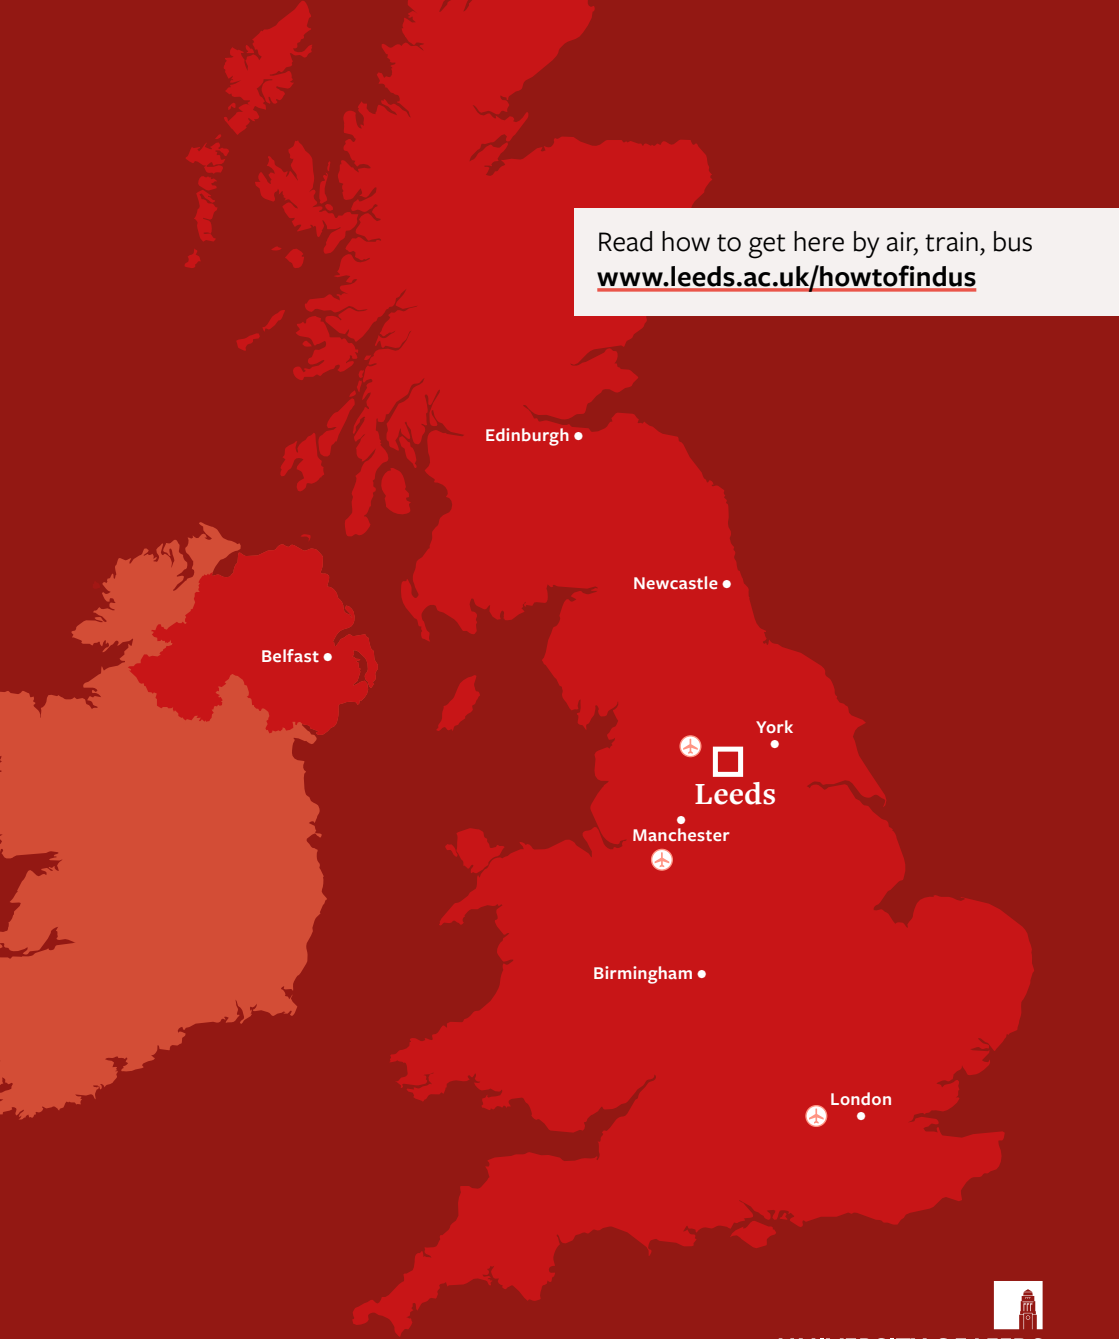 Read how to get here by air, train, bus
www.leeds.ac.uk/howtofindus
Edinburgh
Newcastle
Belfast
York
Leeds
Manchester
Birmingham
London